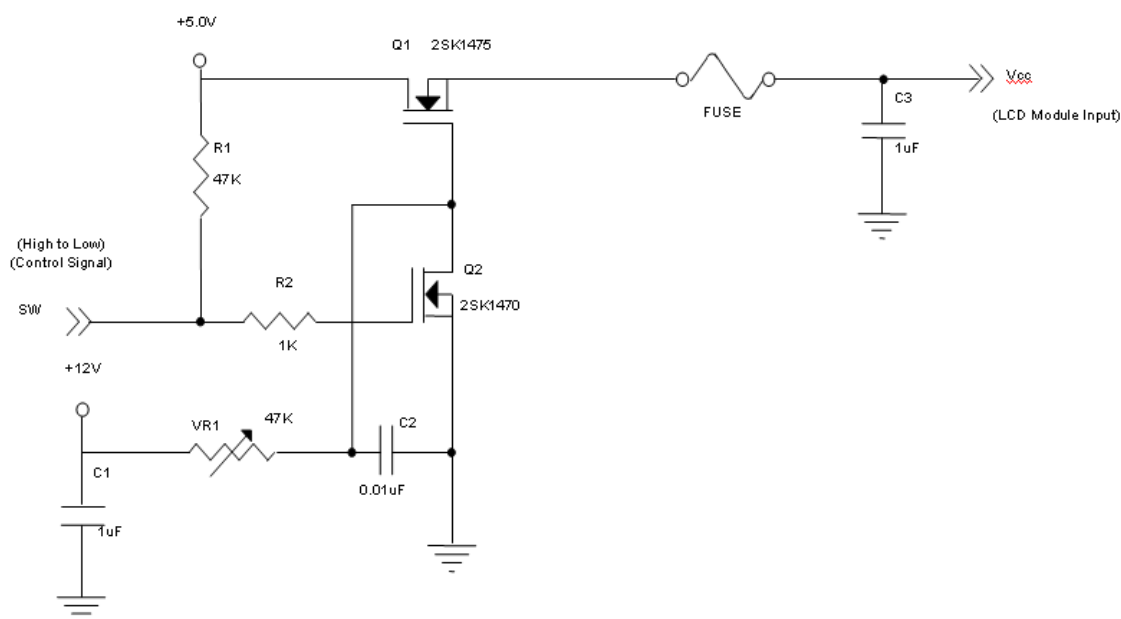 +5.0V
Q1 2SK1475
Vcc
C3
FUSE
(LCD Module Input)
R1
1uF
47K
(High to Low)
(Control Signal)
Q2
R2
SW
2SK1470
1K
+12V
47K
VR1
C2
C1
0.01uF
1uF